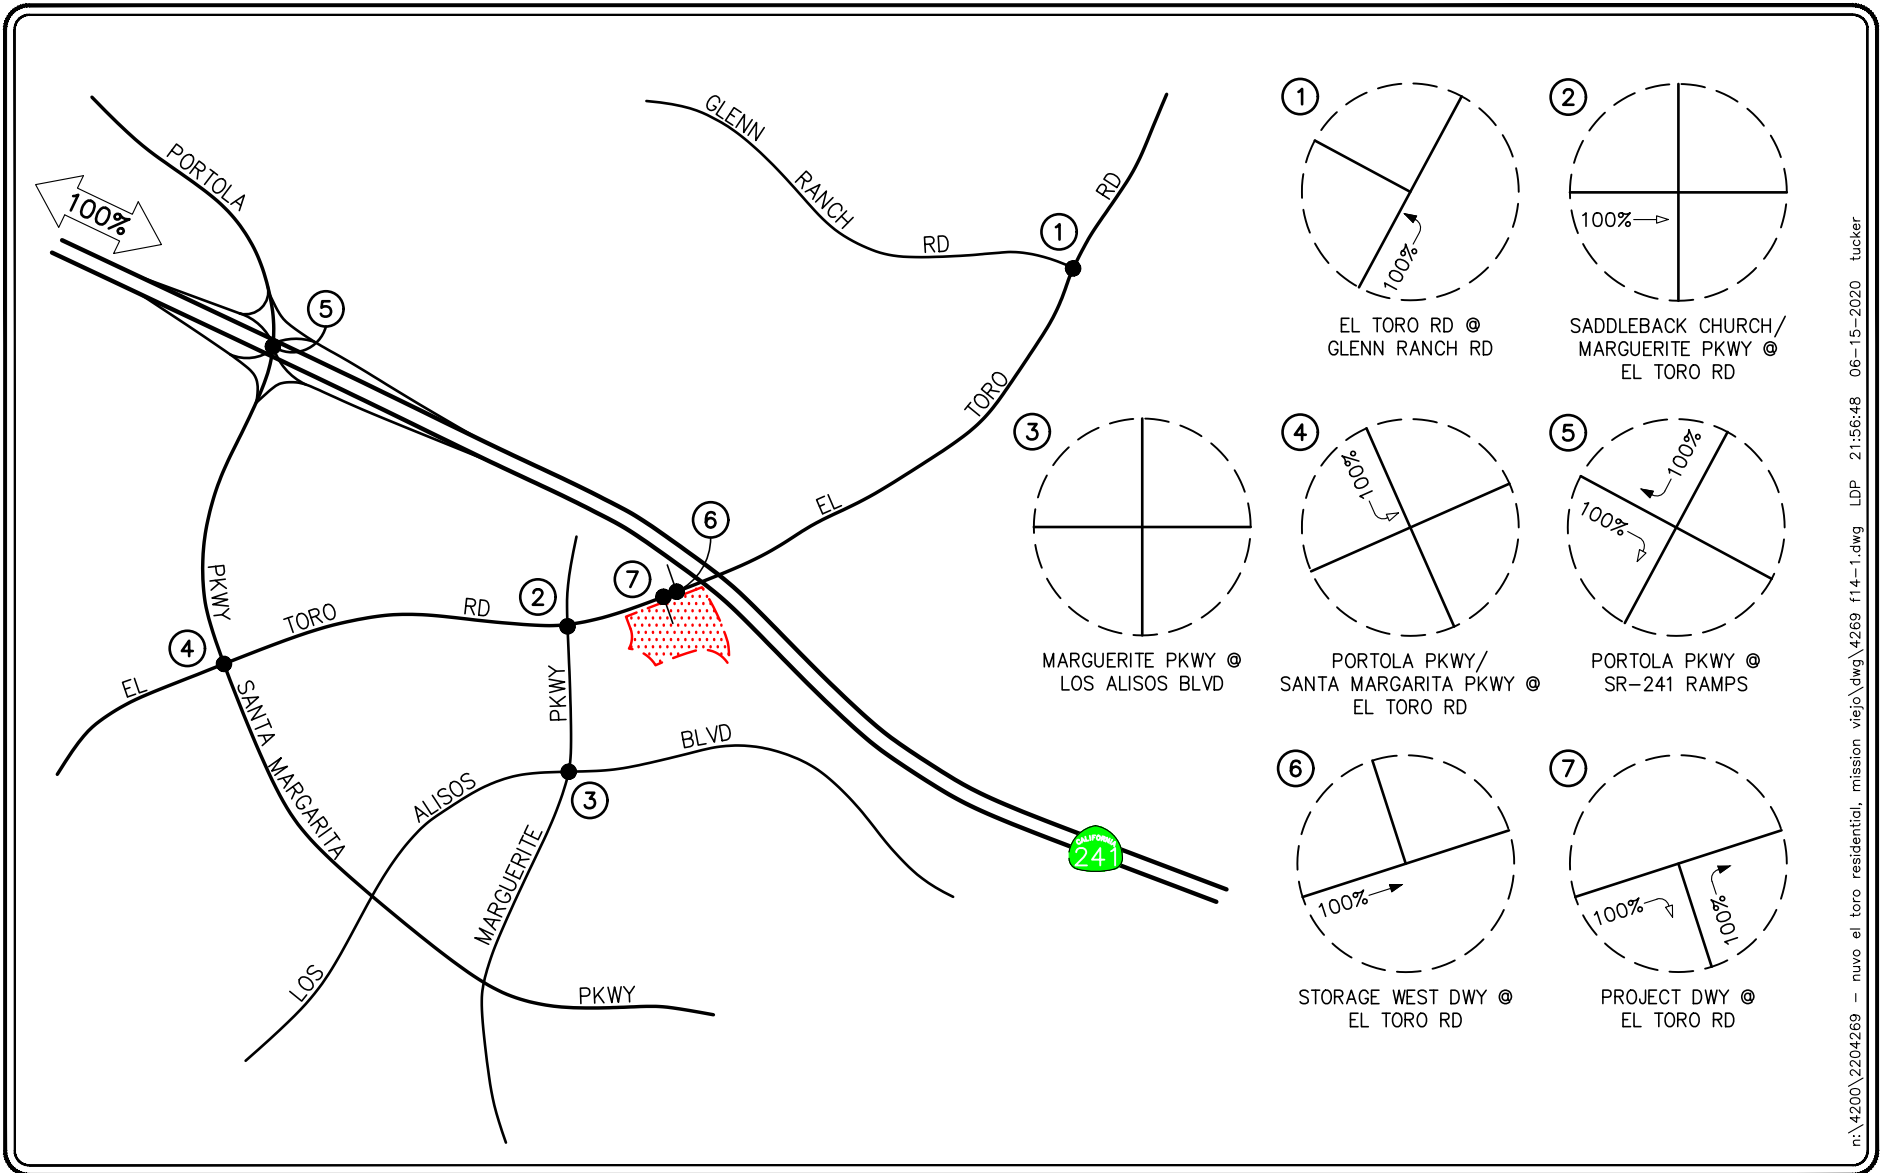 PORTOLA
100%
GLENN
RANCH
RD
RD
1
5
TORO
EL
6
7
2
PKWY
TORO
RD
4
EL
PKWY
SANTA
MARGARITA
BLVD
ALISOS
3
MARGUERITE
LOS
PKWY
CALIFORNIA
241
1
100%
EL TORO RD @
GLENN RANCH RD
2
100%
SADDLEBACK CHURCH/
MARGUERITE PKWY @
EL TORO RD
3
MARGUERITE PKWY @
LOS ALISOS BLVD
4
100%
PORTOLA PKWY/
SANTA MARGARITA PKWY @
EL TORO RD
5
100%
100%
PORTOLA PKWY @
SR-241 RAMPS
6
100%
STORAGE WEST DWY @
EL TORO RD
7
100%
100%
PROJECT DWY @
EL TORO RD
n:\4200\2204269 - nuvo el toro residential, mission viejo\dwg\4269 f14-1.dwg LDP 21:56:48 06-15-2020 tucker